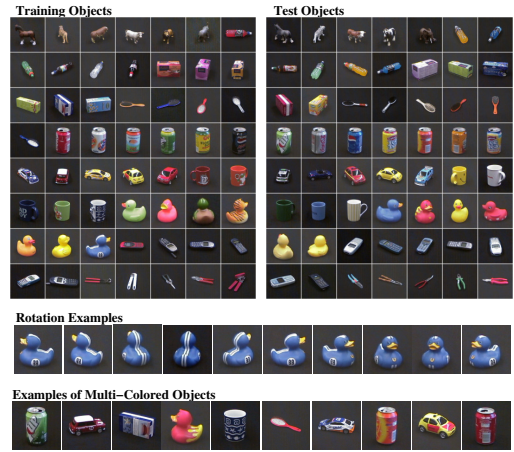 Training Objects
Test Objects
Rotation Examples
Examples of Multi−Colored Objects